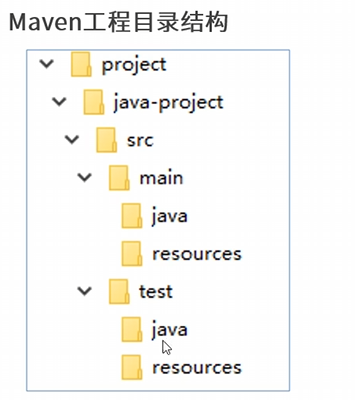 Maven工程目录结构
project
java-project
src
main
java
resources
test
java
resources